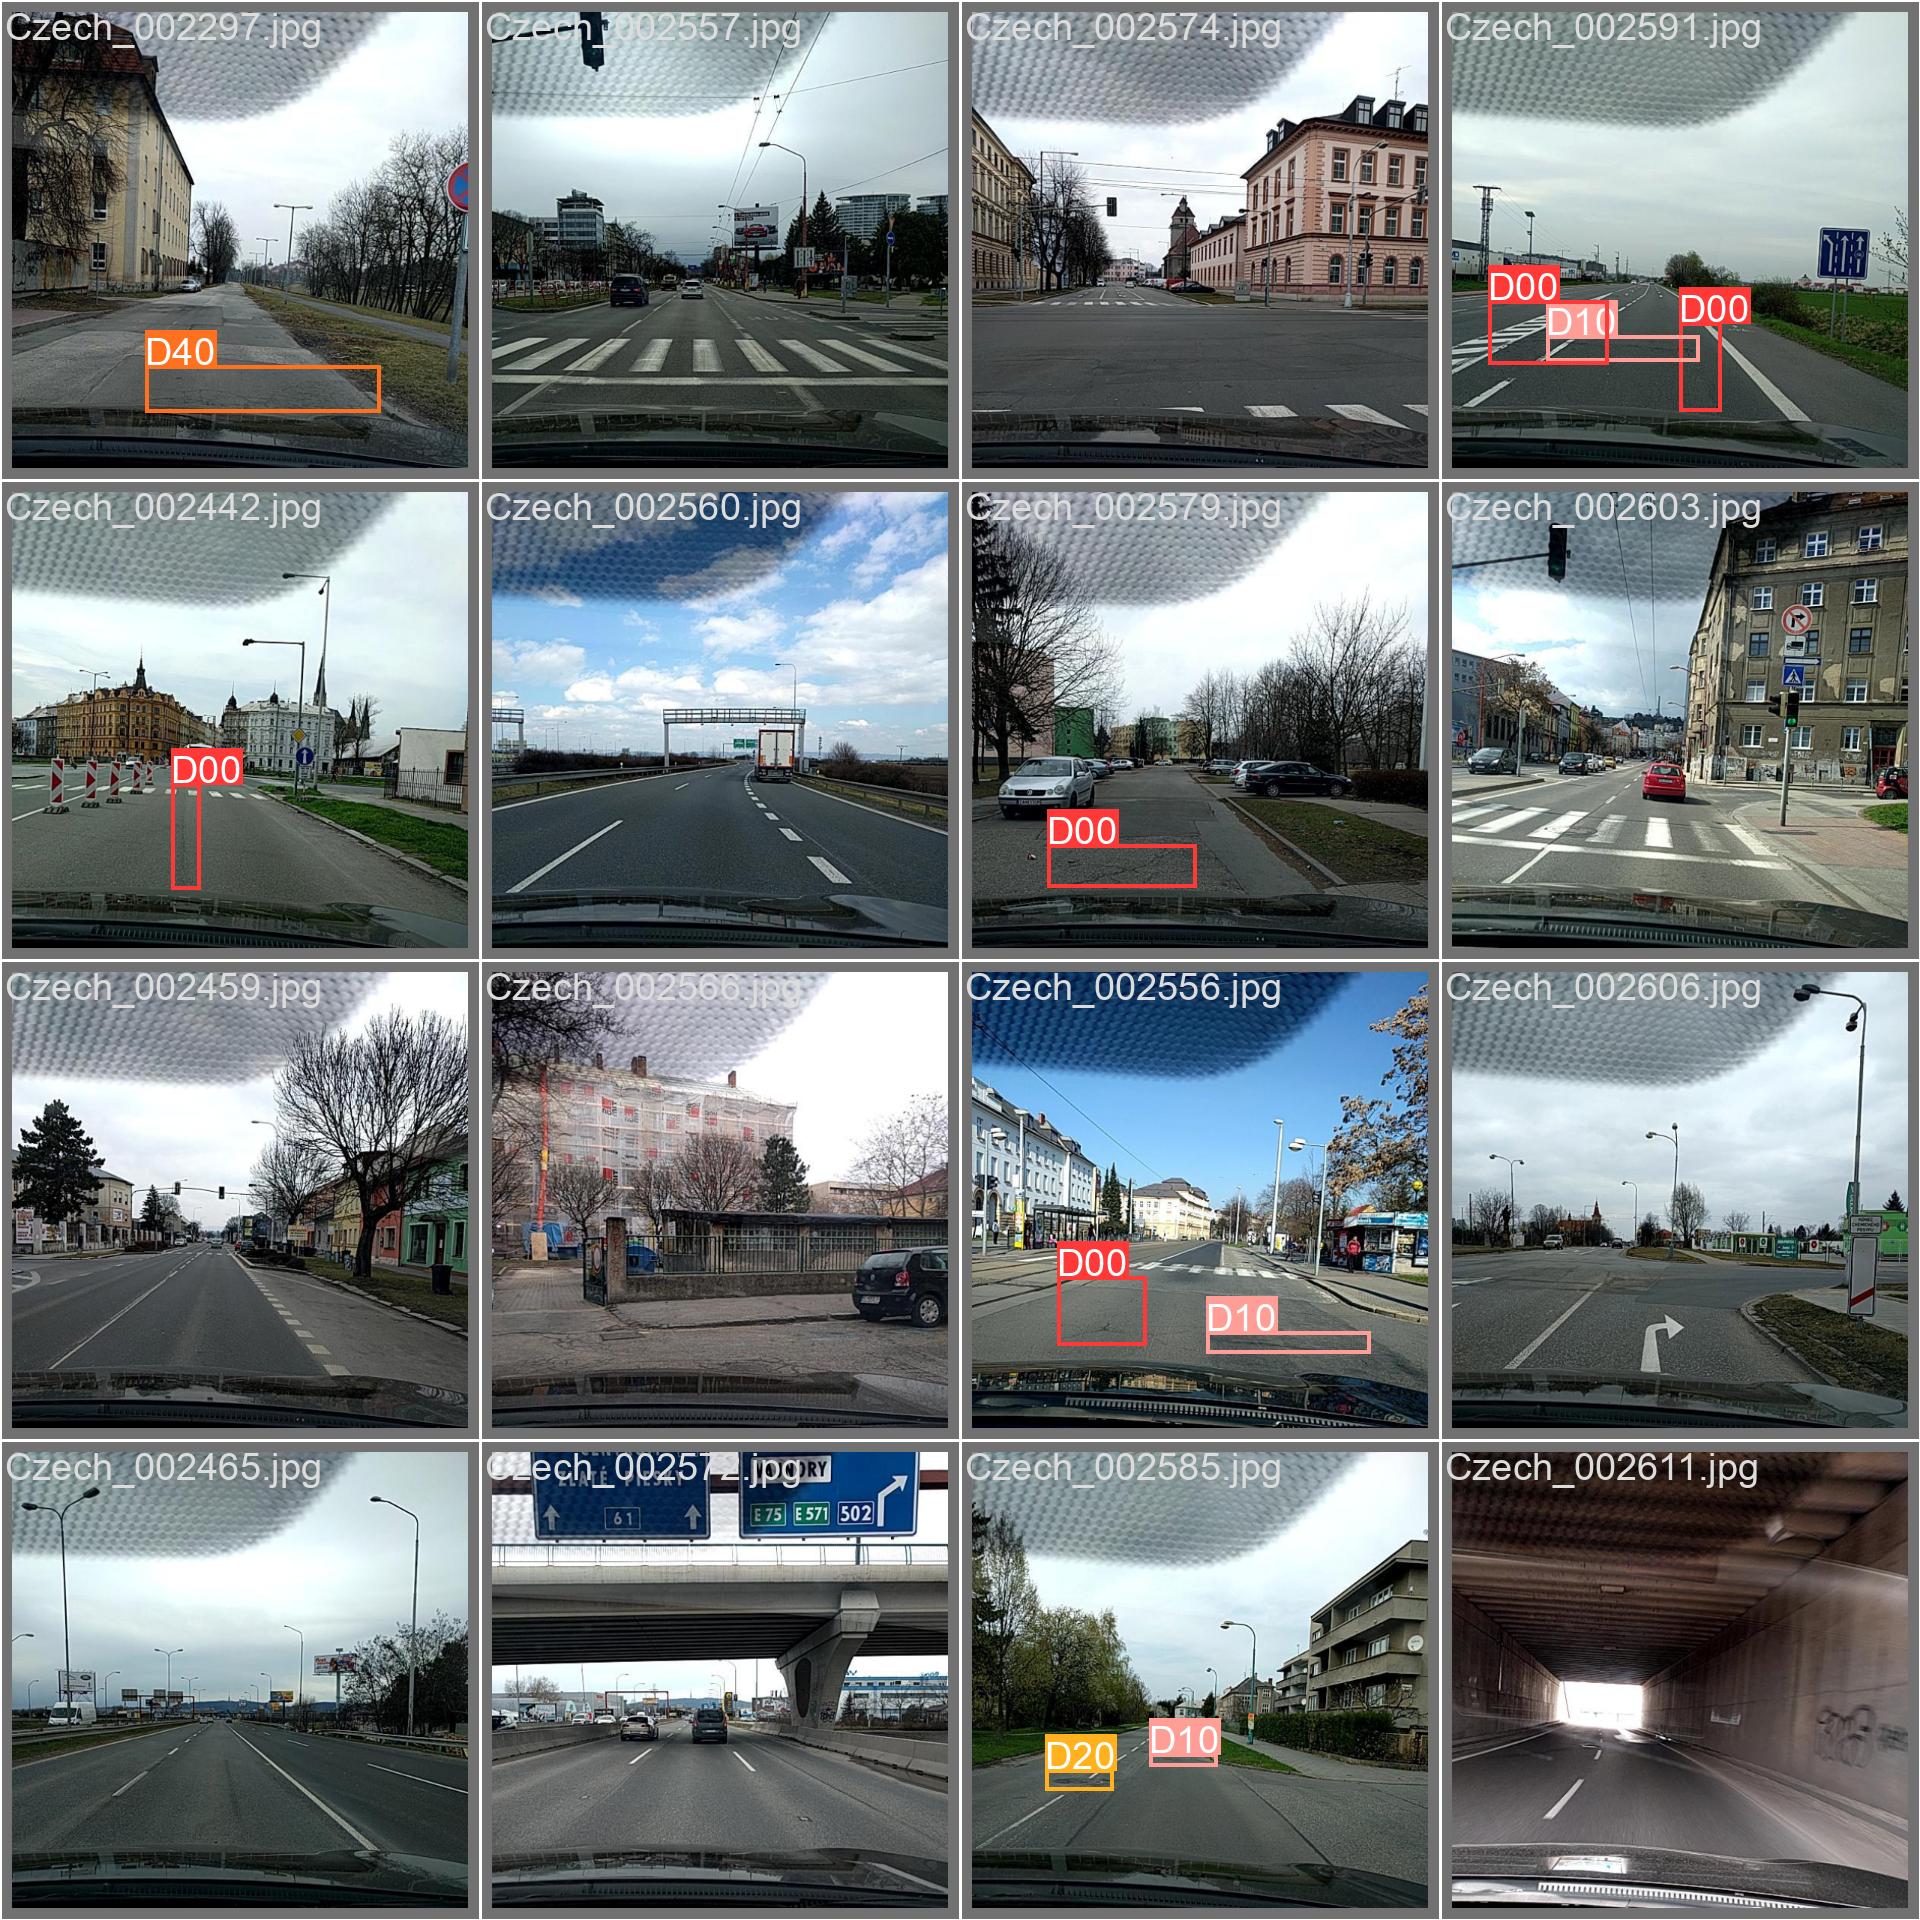 Czech_002297.jpg
Czech_002557.jpg
Czech_002574.jpg
Czech_002591.jpg
D40
D00
D10
D00
Czech_002442.jpg
Czech_002560.jpg
Czech_002579.jpg
Czech_002603.jpg
D00
D00
Czech_002459.jpg
Czech_002566.jpg
Czech_002556.jpg
Czech_002606.jpg
D00
D10
Czech_002465.jpg
Czech_002572.jpg
Czech_002585.jpg
Czech_002611.jpg
ZLATÉ PIESKY
61
E 75 E 571 502
D20
D10